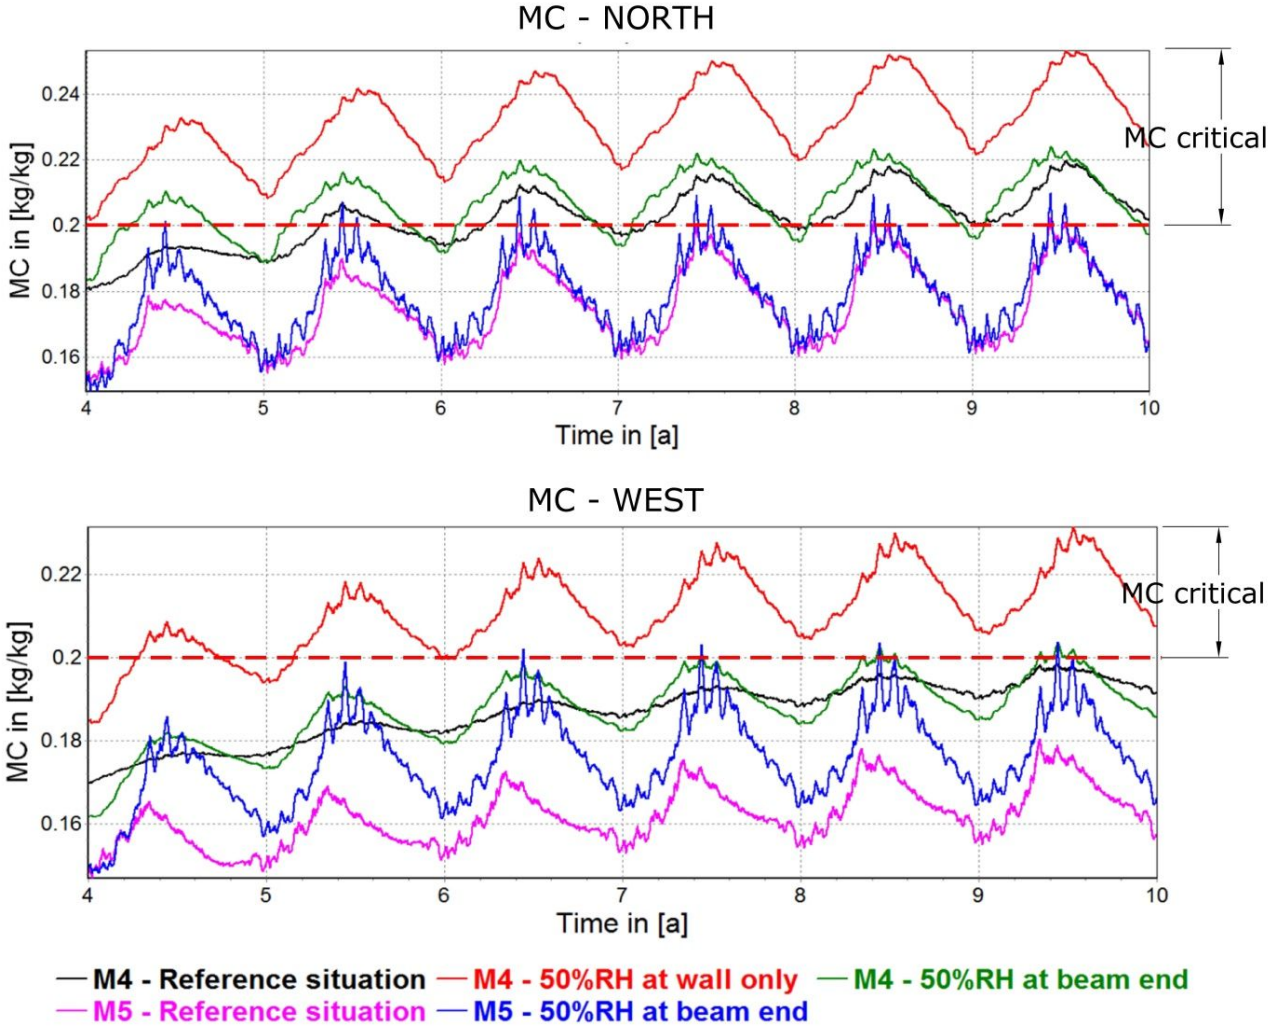 MC - NORTH
MC in [kg/kg]
0.24
0.22
0.2
0.18
0.16
MC critical
4 5 6 7 8 9 10
Time in [a]
MC - WEST
MC in [kg/kg]
0.22
0.2
0.18
0.16
MC critical
4 5 6 7 8 9 10
Time in [a]
M4 - Reference situation M4 - 50%RH at wall only M4 - 50%RH at beam end
M5 - Reference situation M5 - 50%RH at beam end